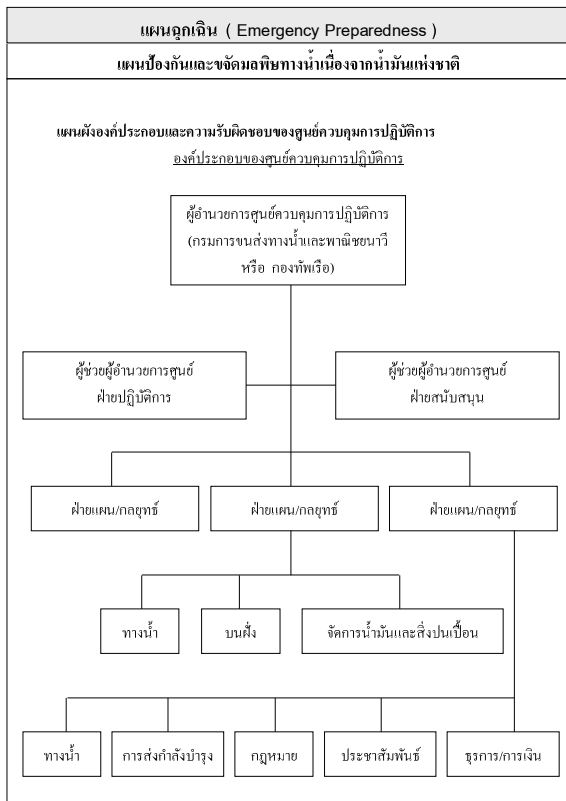 แผนฉุกเฉิน ( Emergency Preparedness )
แผนป้องกันและขจัดมลพิษทางน้ำเนื่องจากน้ำมันแห่งชาติ
แผนผังองค์ประกอบและความรับผิดชอบของศูนย์ควบคุมการปฏิบัติการ
องค์ประกอบของศูนย์ควบคุมการปฏิบัติการ
ผู้อำนวยการศูนย์ควบคุมการปฏิบัติการ
(กรมการขนส่งทางน้ำและพาณิชยนาวี
หรือ กองทัพเรือ)
ผู้ช่วยผู้อำนวยการศูนย์
ฝ่ายปฏิบัติการ
ผู้ช่วยผู้อำนวยการศูนย์
ฝ่ายสนับสนุน
ฝ่ายแผน/กลยุทธ์
ฝ่ายแผน/กลยุทธ์
ฝ่ายแผน/กลยุทธ์
ทางน้ำ
บนฝั่ง
จัดการน้ำมันและสิ่งปนเปื้อน
ทางน้ำ
การส่งกำลังบำรุง
กฎหมาย
ประชาสัมพันธ์
ธุรการ/การเงิน